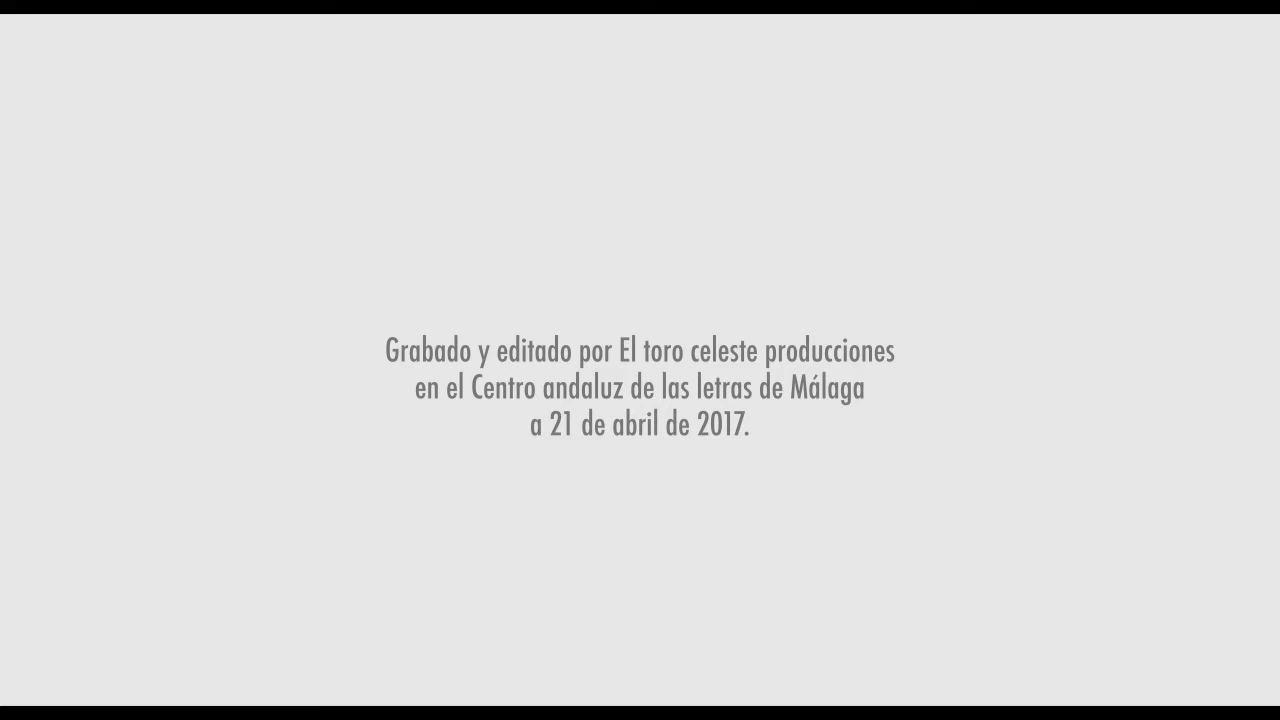 Grabado y editado por El toro celeste producciones
en el Centro andaluz de las letras de Málaga
a 21 de abril de 2017.